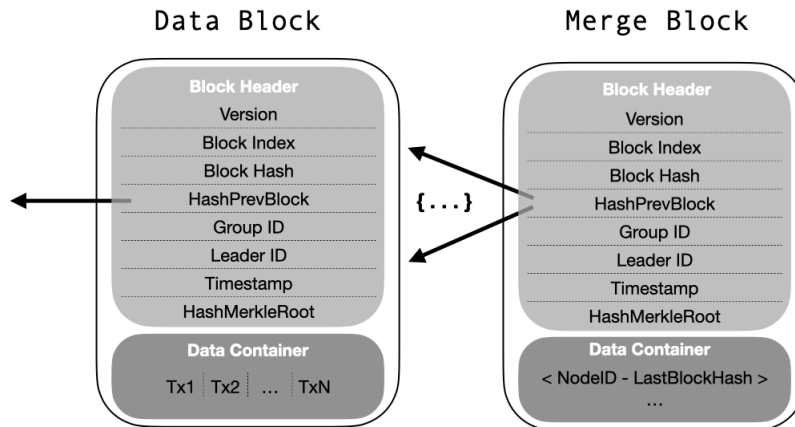 Data Block
Block Header
Version
Block Index
Block Hash
HashPrevBlock
Group ID
Leader ID
Timestamp
HashMerkleRoot
Data Container
Tx1 Tx2 ... TxN
{...}
Merge Block
Block Header
Version
Block Index
Block Hash
HashPrevBlock
Group ID
Leader ID
Timestamp
HashMerkleRoot
Data Container
< NodeID - LastBlockHash >
...